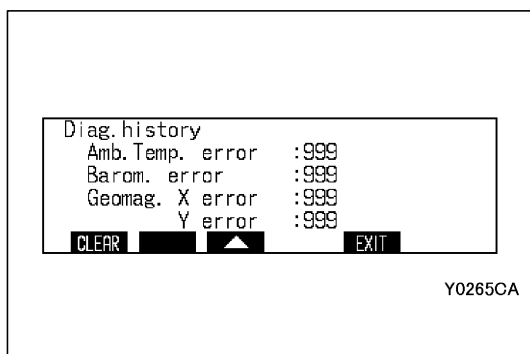 Diag.history
Amb.Temp. error :999
Barom. error :999
Geomag. X error :999
Y error :999
CLEAR ▲ EXIT
Y0265CA